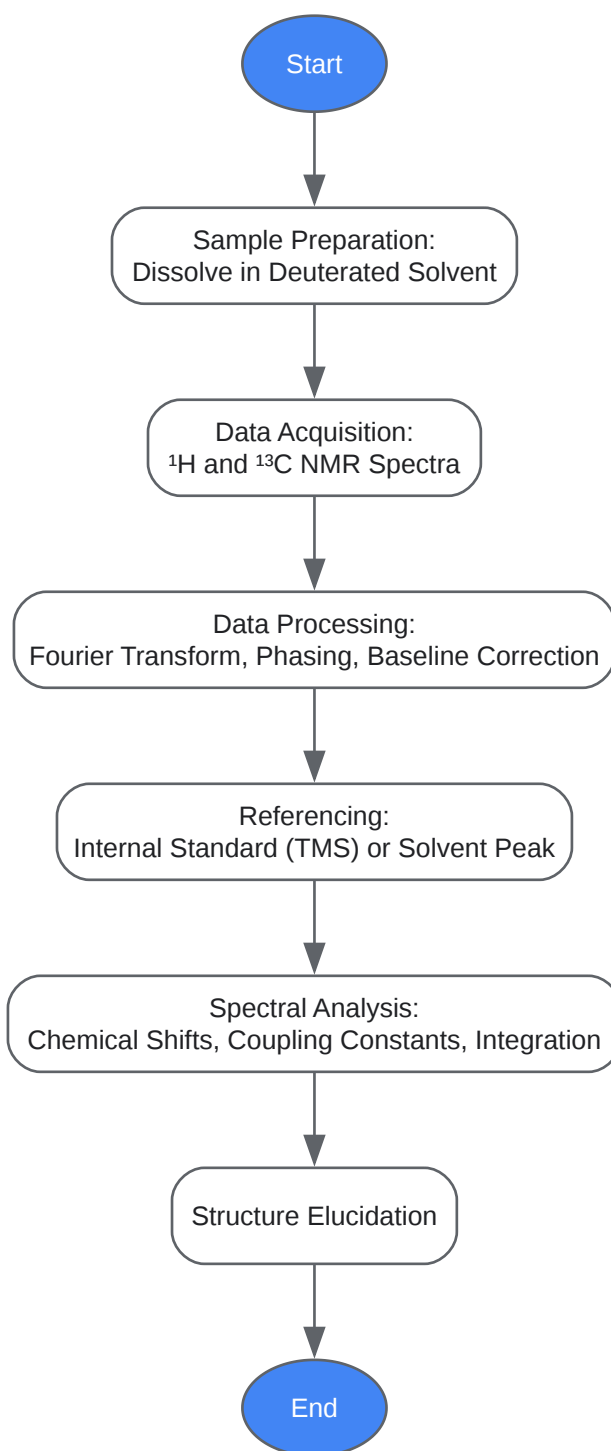 Start
Sample Preparation:
Dissolve in Deuterated Solvent
Data Acquisition:
¹H and ¹³C NMR Spectra
Data Processing:
Fourier Transform, Phasing, Baseline Correction
Referencing:
Internal Standard (TMS) or Solvent Peak
Spectral Analysis:
Chemical Shifts, Coupling Constants, Integration
Structure Elucidation
End